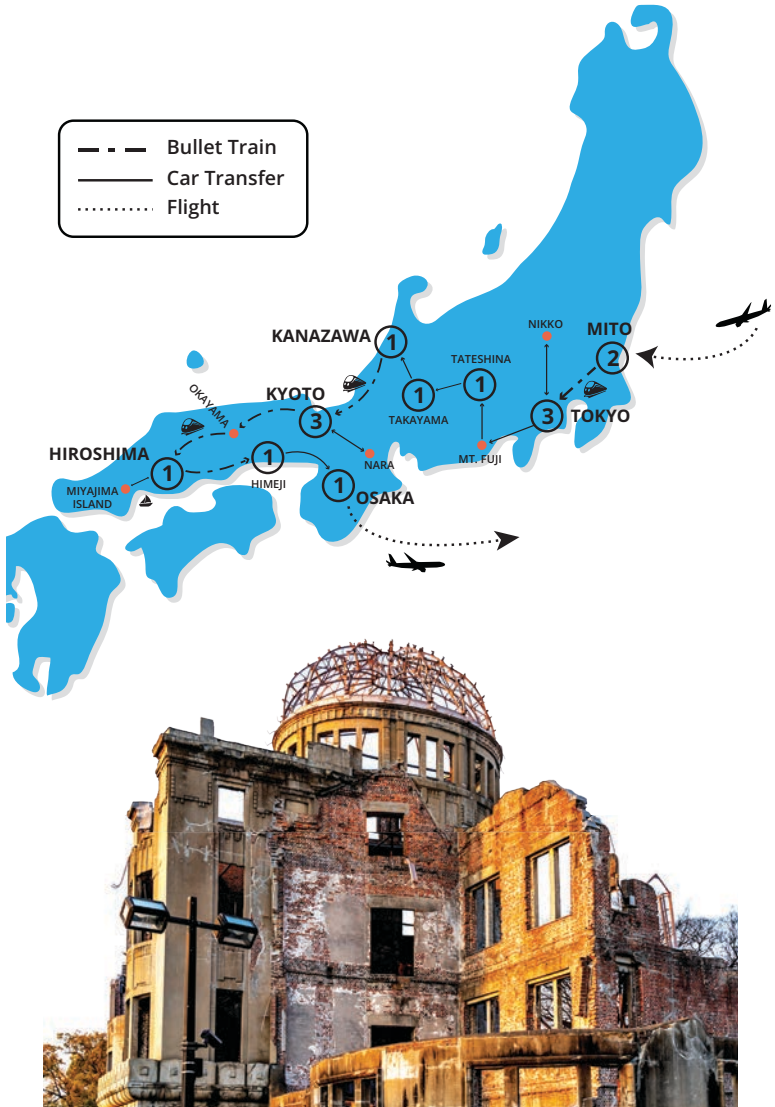 Bullet Train
Car Transfer
Flight
NIKKO
MITO
2
KANAZAWA
1
TATESHINA
1
TAKAYAMA
1
KYOTO
3
TOKYO
3
OKAYAMA
HIROSHIMA
1
HIMEJI
1
NARA
MT. FUJI
MIYAJIMA
ISLAND
OSAKA
1